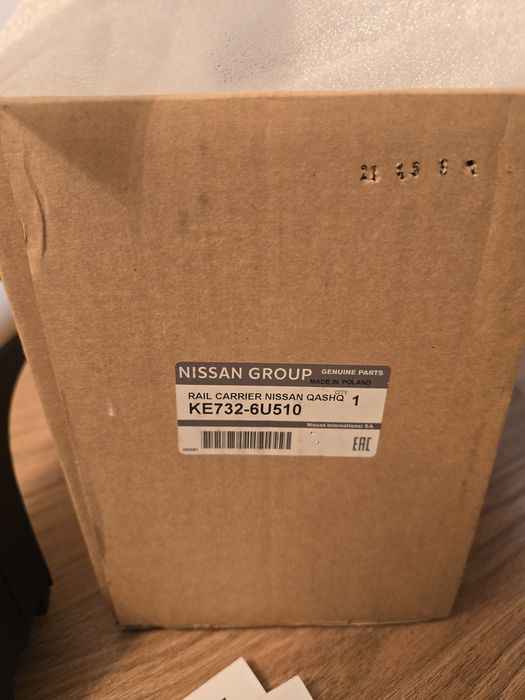 NISSAN GROUP GENUINE PARTS
MADE IN POLAND
RAIL CARRIER NISSAN QASHQ QTY 1
KE732-6U510
Nissan International S.A.
EAC